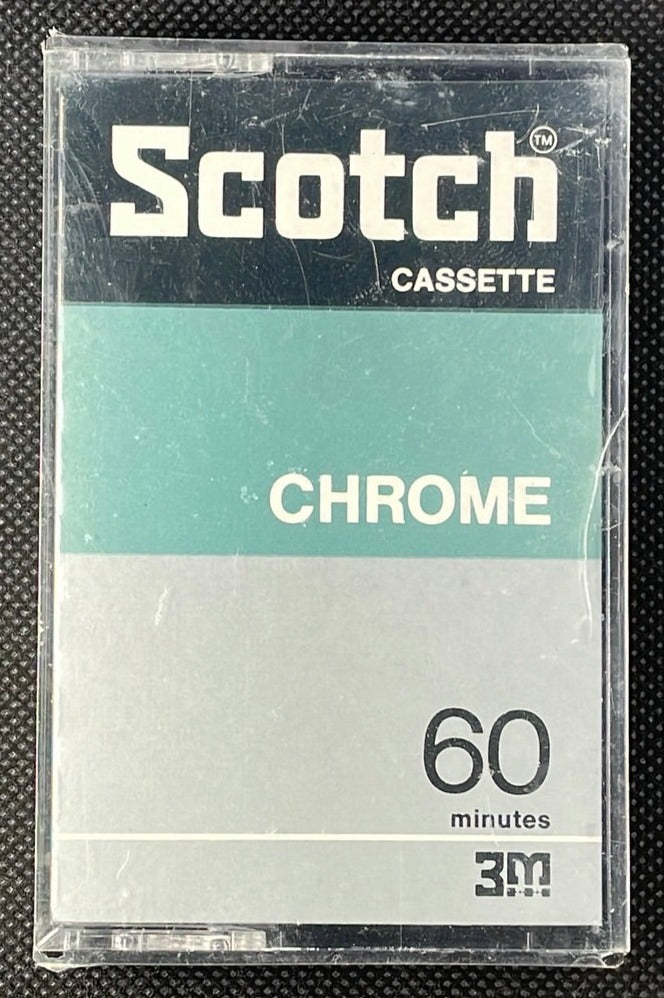 Scotch™
CASSETTE
CHROME
60
minutes
3M